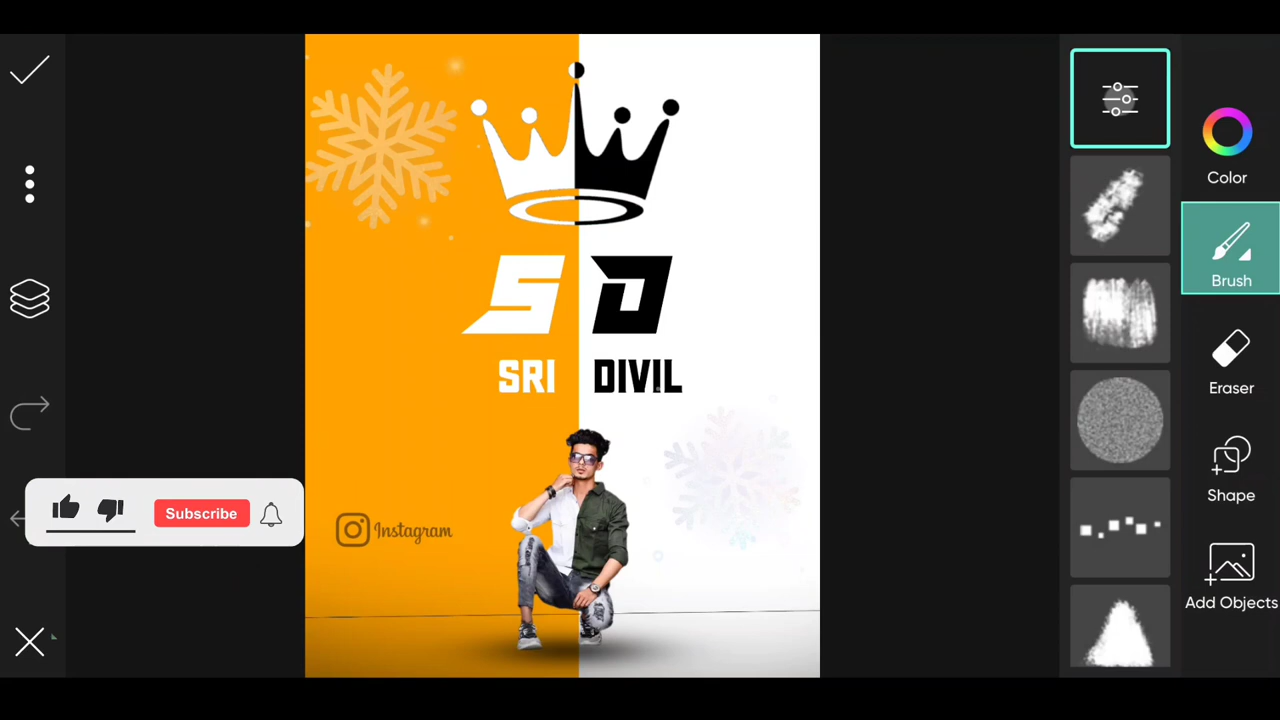 S D
SRI DIVIL
Instagram
Subscribe
Color
Brush
Eraser
Shape
Add Objects